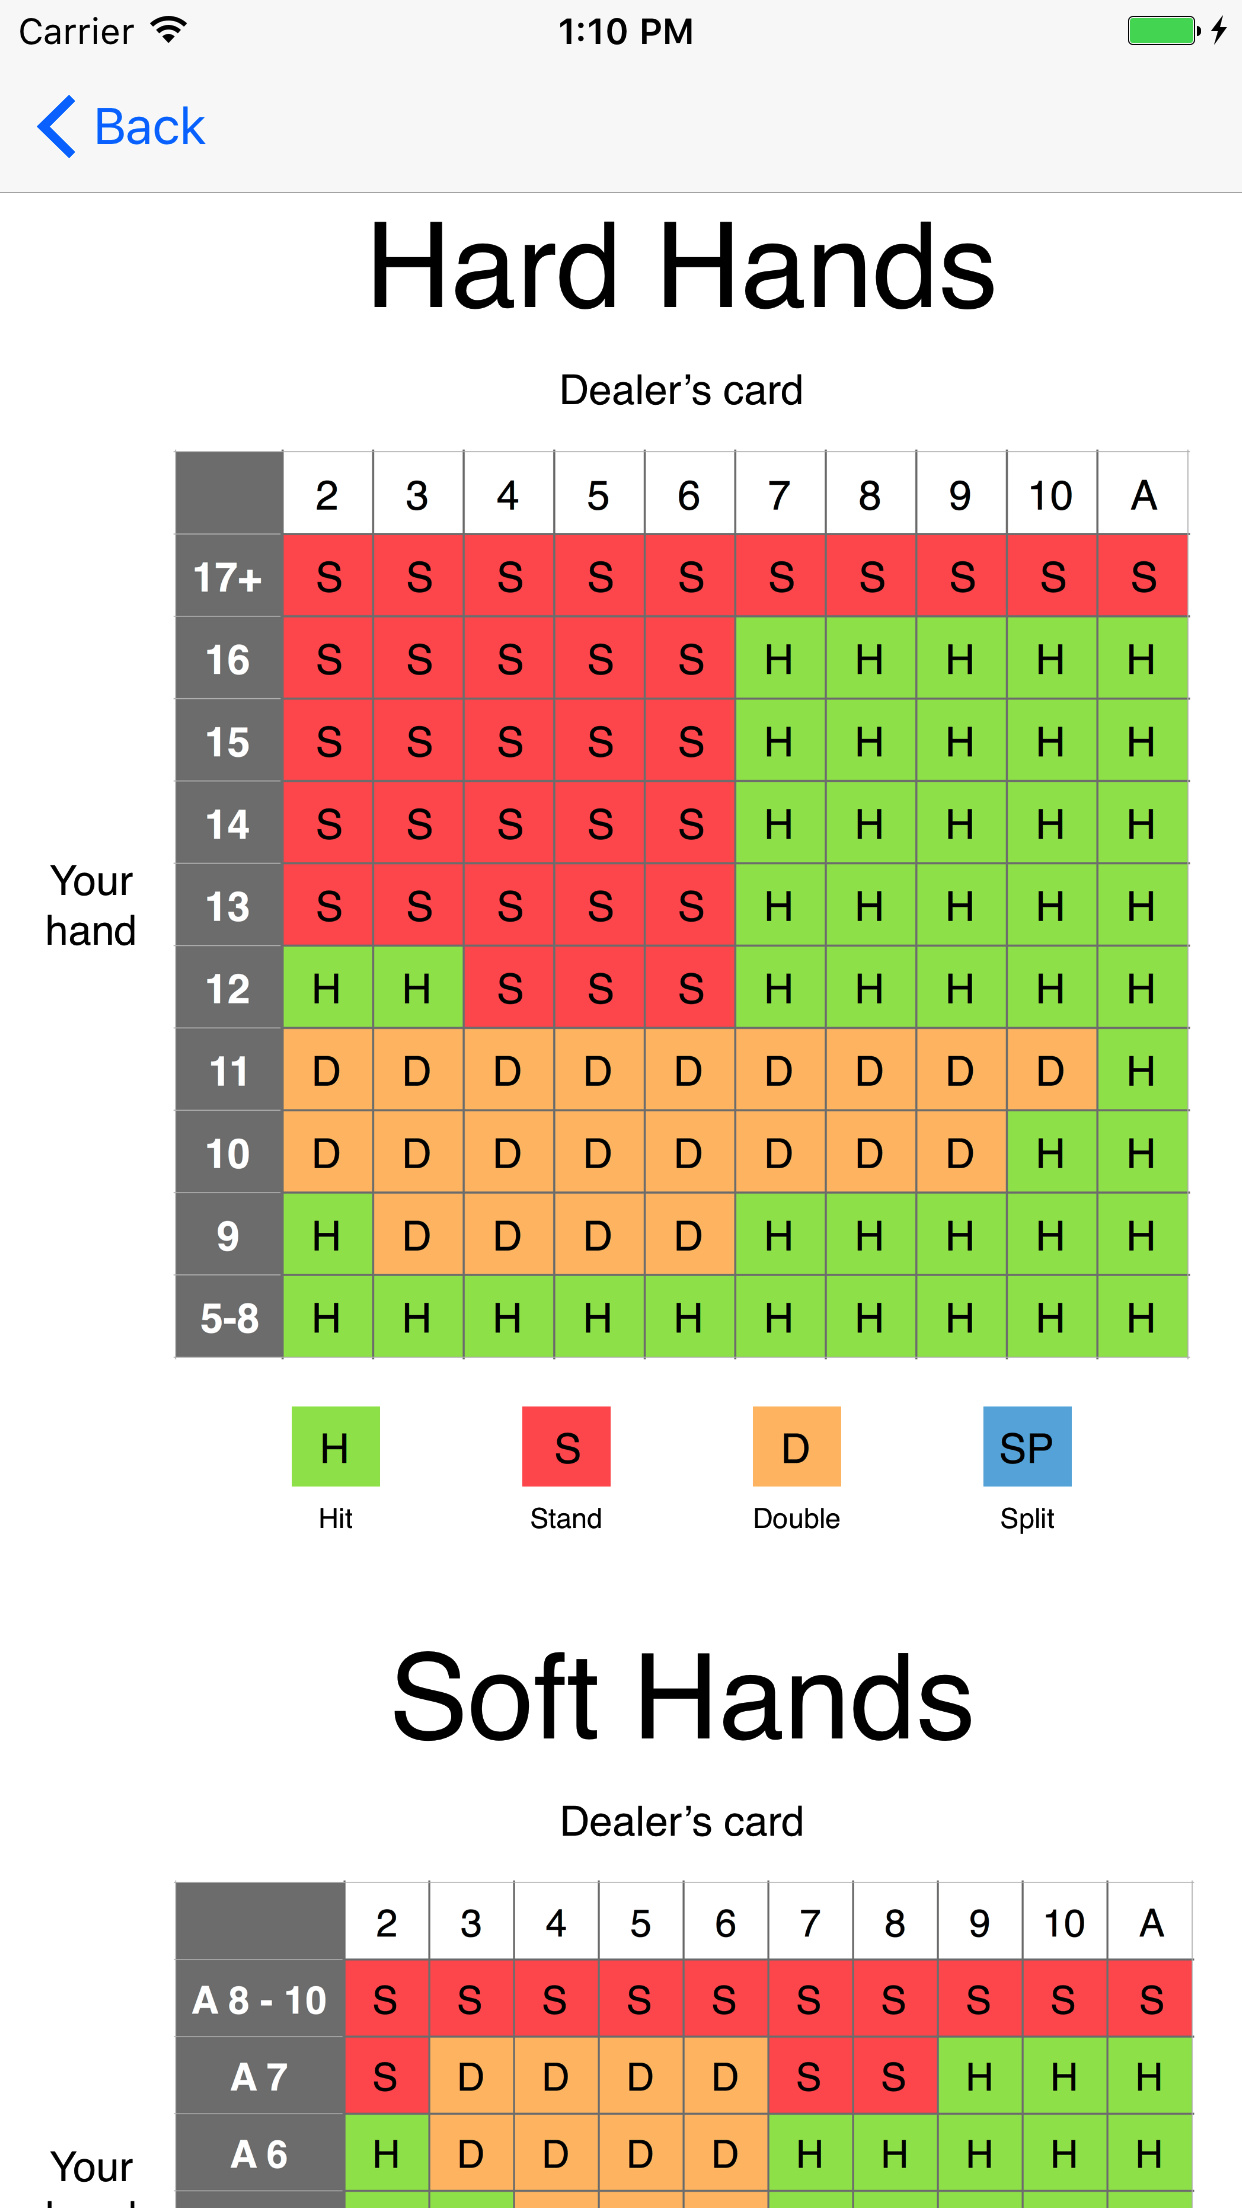 Carrier 1:10 PM
Back
Hard Hands
Dealer’s card
2 3 4 5 6 7 8 9 10 A
17+ S S S S S S S S S S
16 S S S S S H H H H H
15 S S S S S H H H H H
14 S S S S S H H H H H
Your
hand
13 S S S S S H H H H H
12 H H S S S H H H H H
11 D D D D D D D D D H
10 D D D D D D D D H H
9 H D D D D H H H H H
5-8 H H H H H H H H H H
H S D SP
Hit Stand Double Split
Soft Hands
Dealer’s card
2 3 4 5 6 7 8 9 10 A
A 8 - 10 S S S S S S S S S S
A 7 S D D D D S S H H H
A 6 H D D D D H H H H H
Your